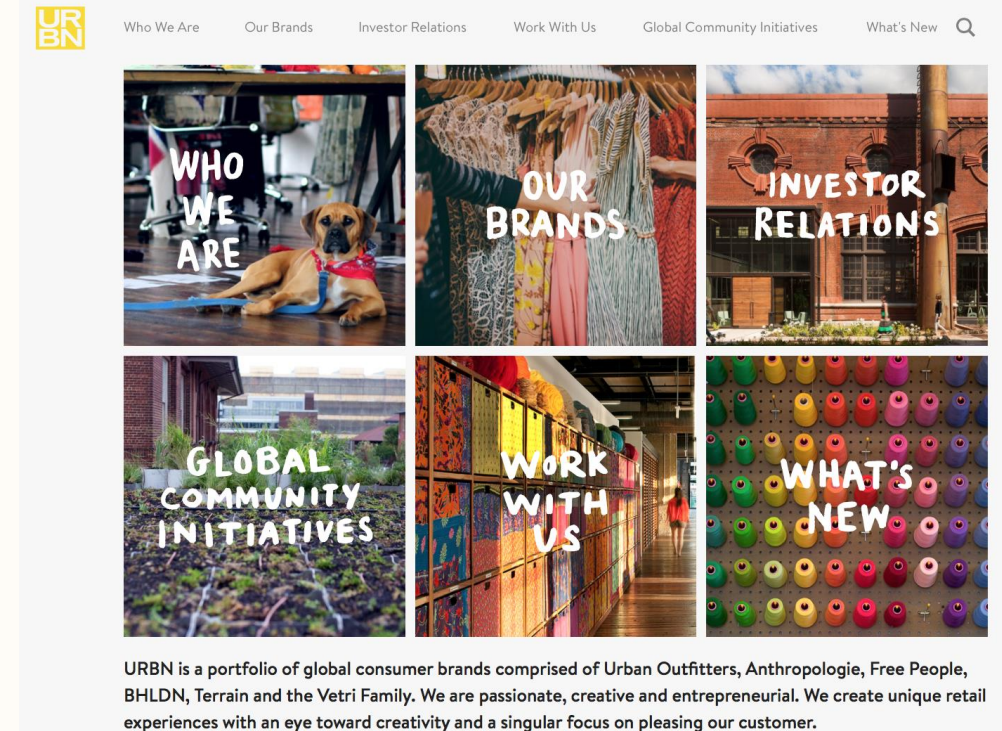 UR
BN
Who We Are Our Brands Investor Relations Work With Us Global Community Initiatives What's New
WHO
WE
ARE
OUR
BRANDS
INVESTOR
RELATIONS
GLOBAL
COMMUNITY
INITIATIVES
WORK
WITH
US
WHAT'S
NEW
URBN is a portfolio of global consumer brands comprised of Urban Outfitters, Anthropologie, Free People,
BHLDN, Terrain and the Vetri Family. We are passionate, creative and entrepreneurial. We create unique retail
experiences with an eye toward creativity and a singular focus on pleasing our customer.